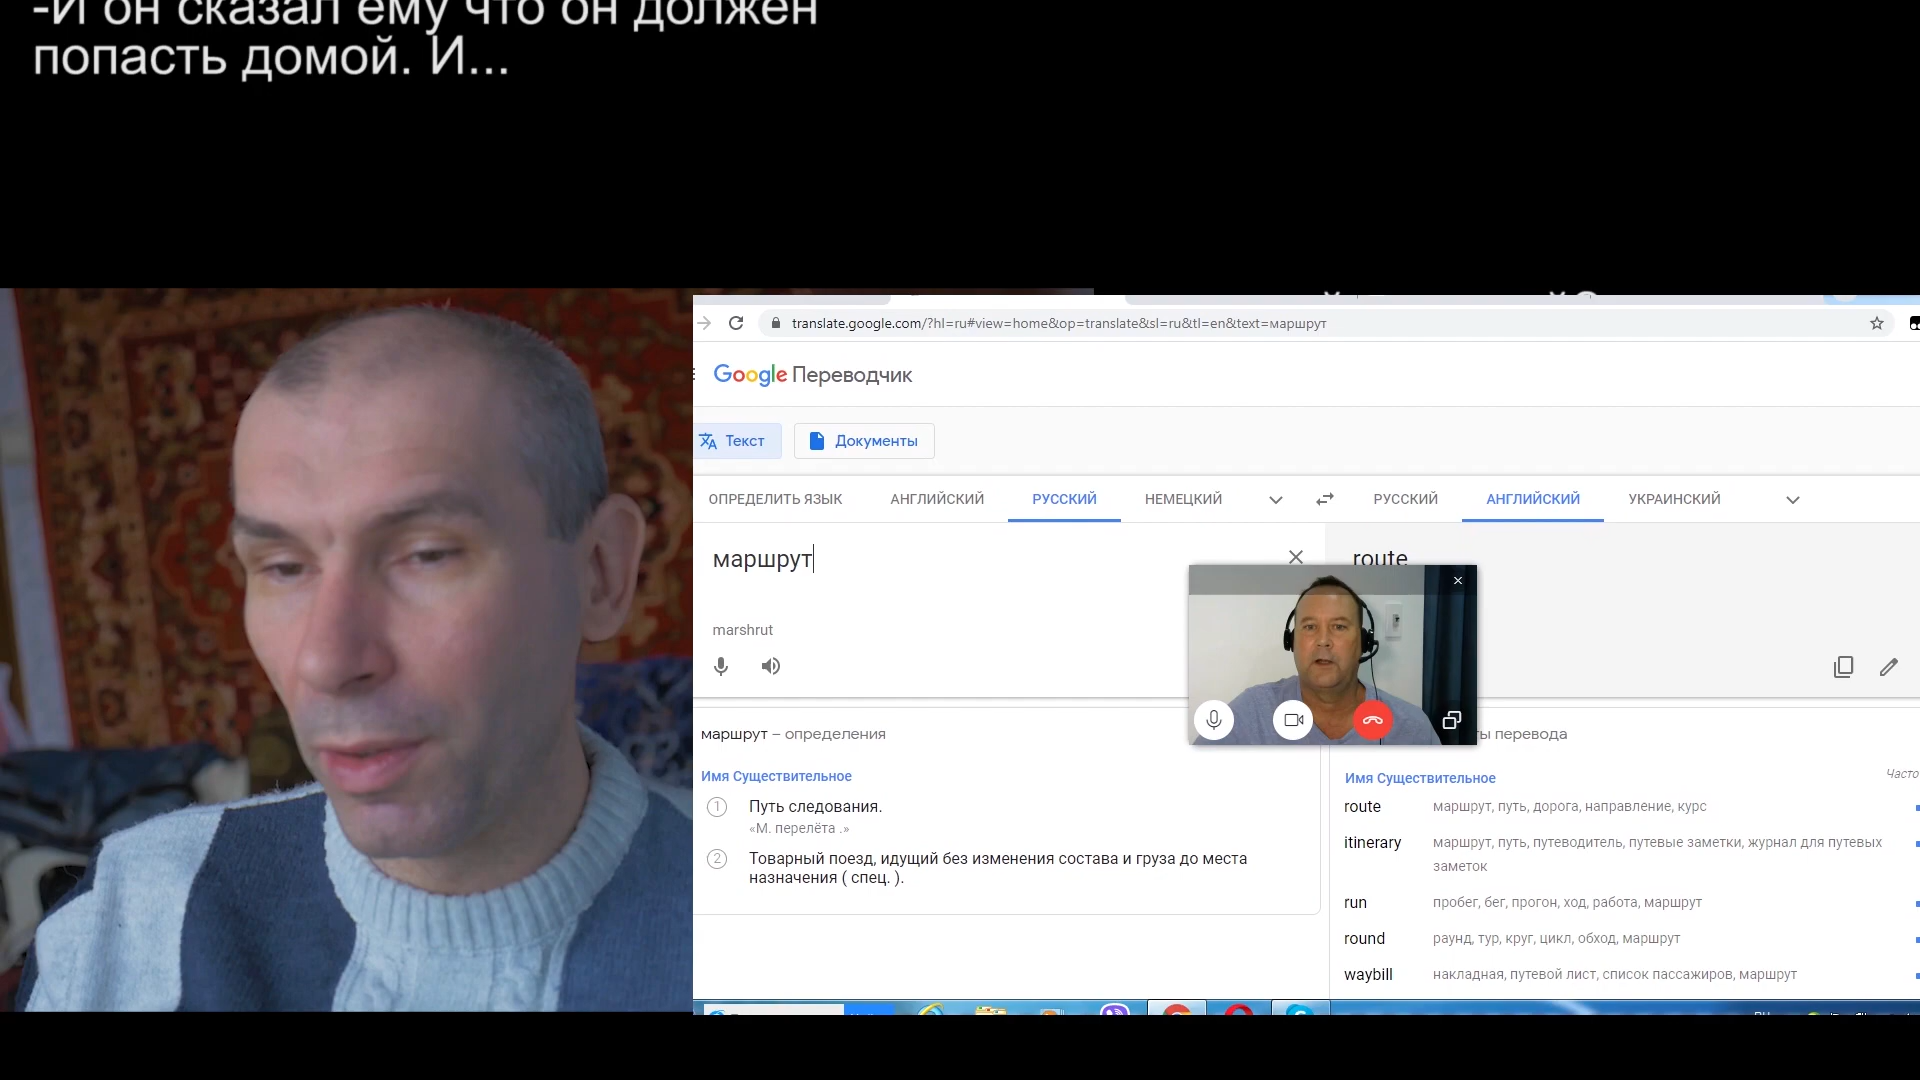 -И он сказал ему что он должен
попасть домой. И...
translate.google.com/?hl=ru#view=home&op=translate&sl=ru&tl=en&text=маршрут
Google Переводчик
Текст
Документы
ОПРЕДЕЛИТЬ ЯЗЫК
АНГЛИЙСКИЙ
РУССКИЙ
НЕМЕЦКИЙ
РУССКИЙ
АНГЛИЙСКИЙ
УКРАИНСКИЙ
маршрут
route
marshrut
маршрут – определения
Имя Существительное
1 Путь следования.
«М. перелёта .»
2 Товарный поезд, идущий без изменения состава и груза до места
назначения ( спец. ).
перевода
Имя Существительное
Часто
route маршрут, путь, дорога, направление, курс
itinerary маршрут, путь, путеводитель, путевые заметки, журнал для путевых
заметок
run пробег, бег, прогон, ход, работа, маршрут
round раунд, тур, круг, цикл, обход, маршрут
waybill накладная, путевой лист, список пассажиров, маршрут